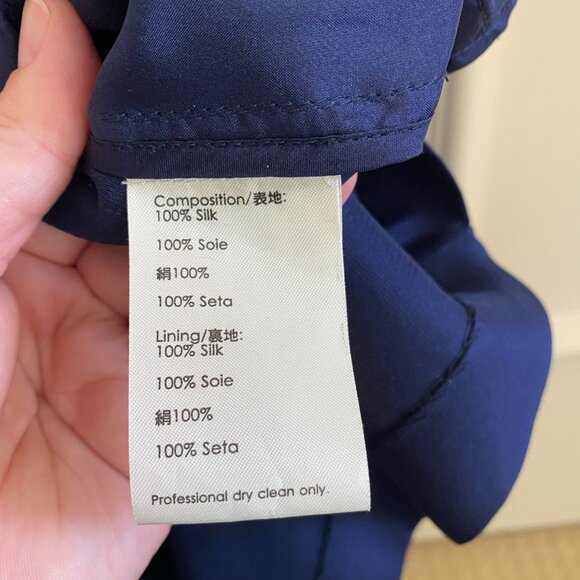 Composition/表地:
100% Silk
100% Soie
絹100%
100% Seta
Lining/裏地:
100% Silk
100% Soie
絹100%
100% Seta
Professional dry clean only.